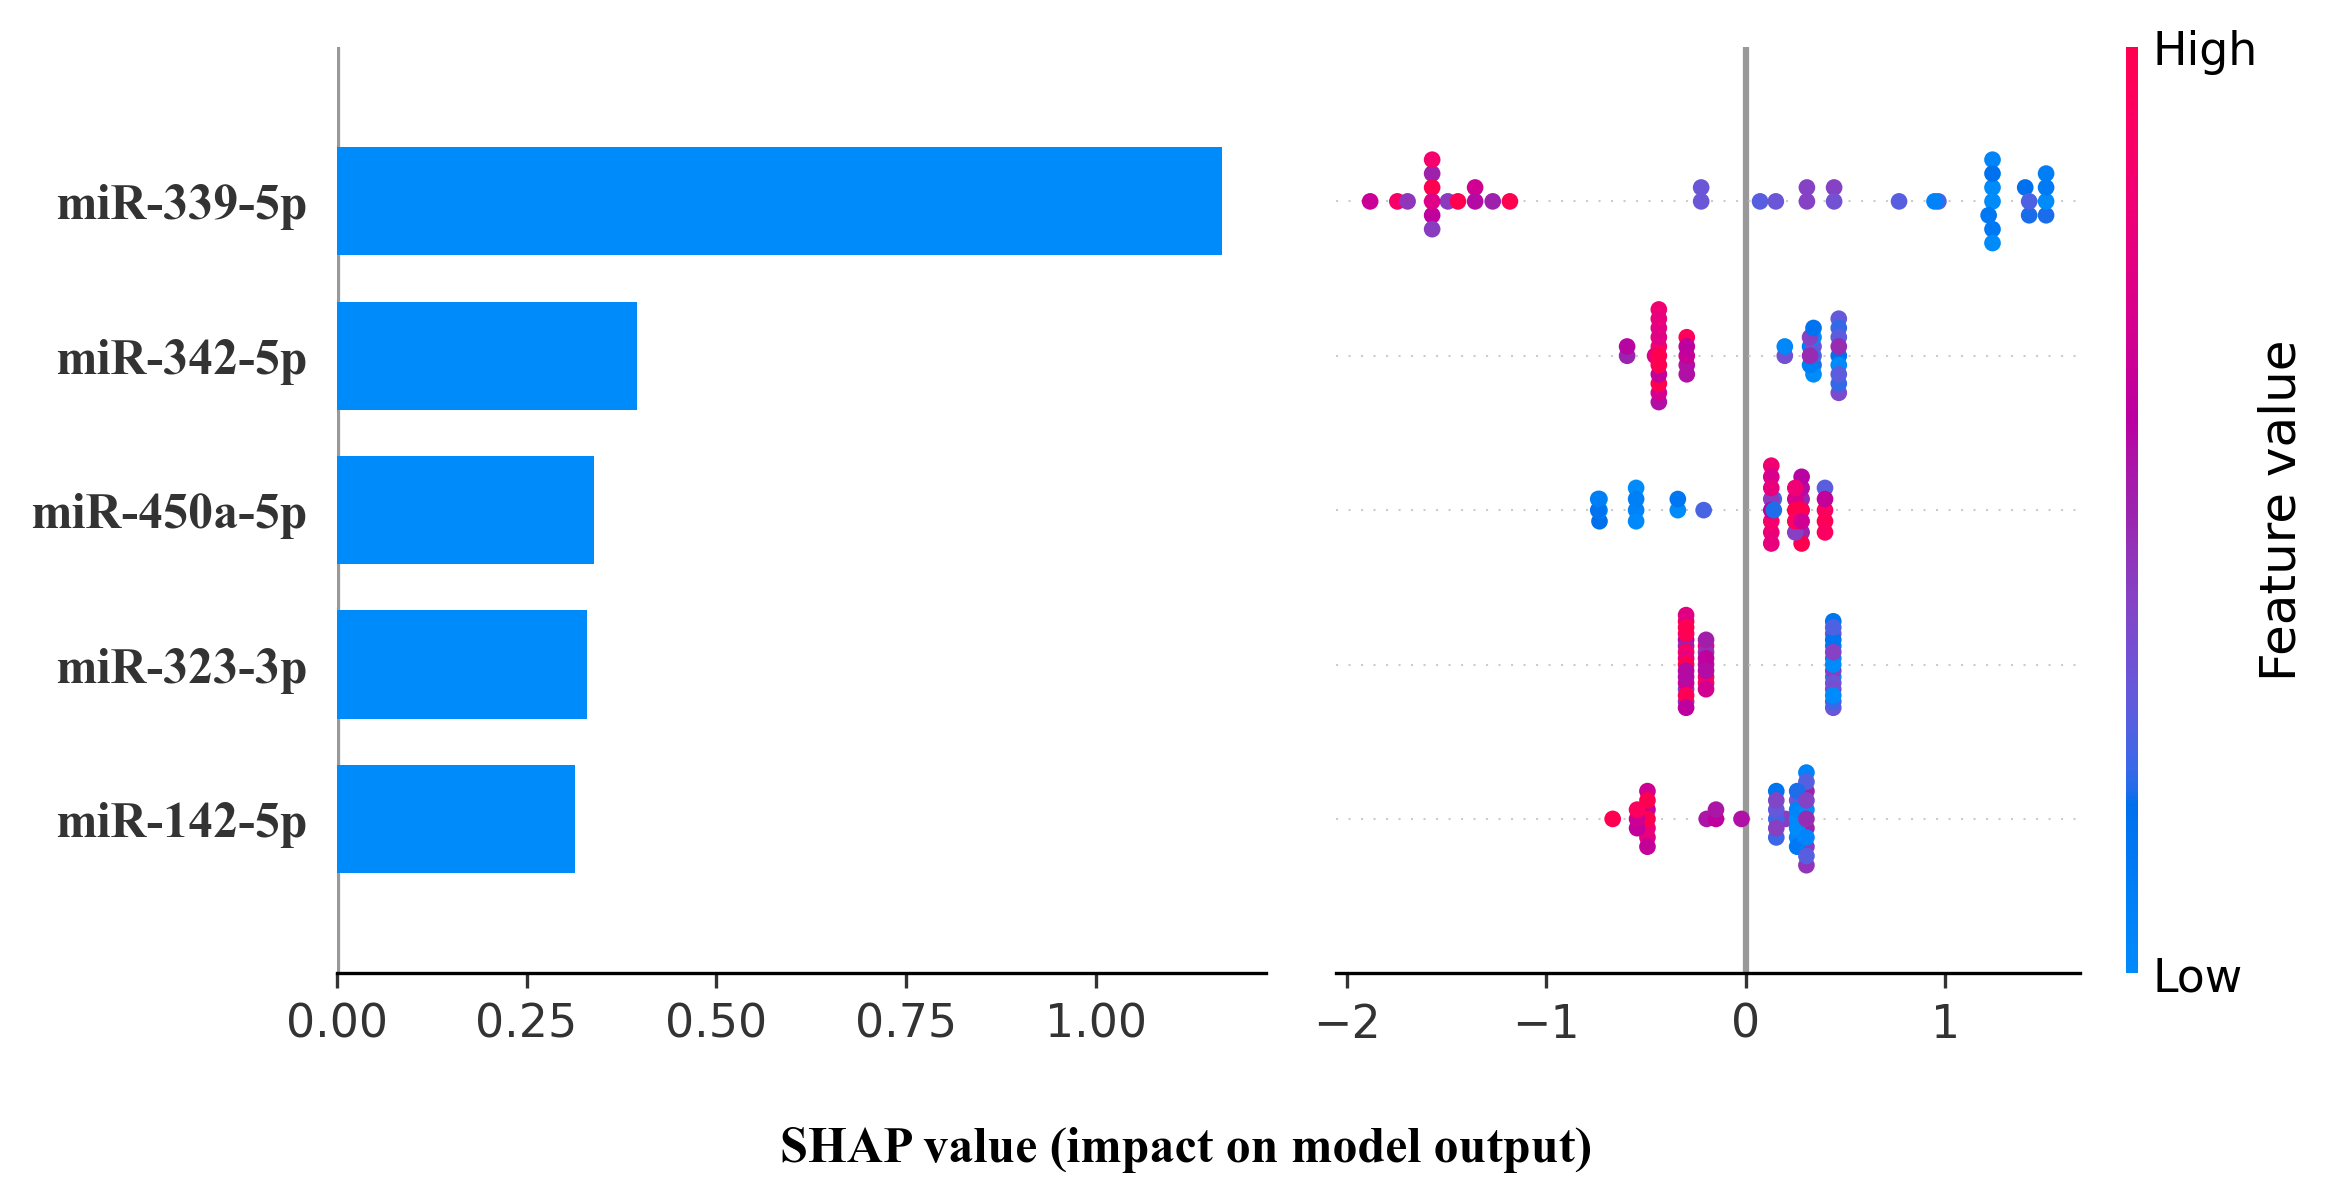 miR-339-5p
miR-342-5p
miR-450a-5p
miR-323-3p
miR-142-5p
0.00 0.25 0.50 0.75 1.00
−2 −1 0 1
High
Low
Feature value
SHAP value (impact on model output)